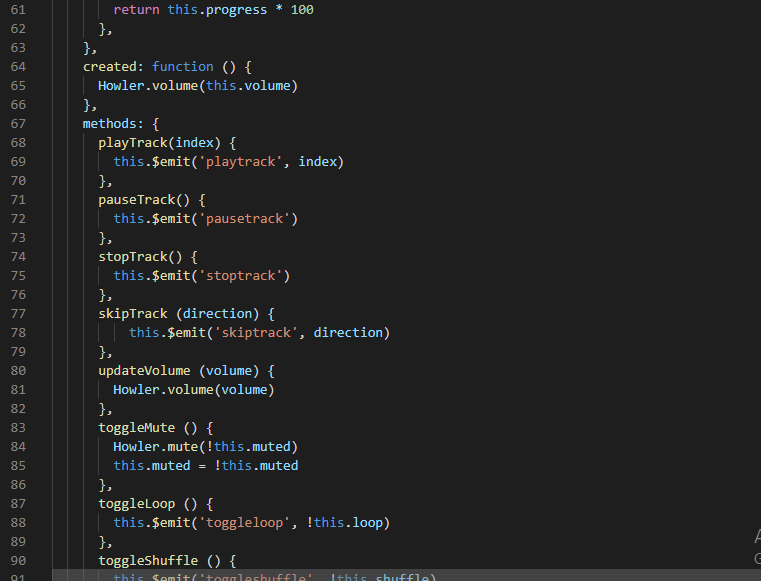 61 return this.progress * 100
62 },
63 },
64 created: function () {
65 Howler.volume(this.volume)
66 },
67 methods: {
68 playTrack(index) {
69 this.$emit('playtrack', index)
70 },
71 pauseTrack() {
72 this.$emit('pausetrack')
73 },
74 stopTrack() {
75 this.$emit('stoptrack')
76 },
77 skipTrack (direction) {
78 this.$emit('skiptrack', direction)
79 },
80 updateVolume (volume) {
81 Howler.volume(volume)
82 },
83 toggleMute () {
84 Howler.mute(!this.muted)
85 this.muted = !this.muted
86 },
87 toggleLoop () {
88 this.$emit('toggleloop', !this.loop)
89 },
90 toggleShuffle () {
91 this.$emit('toggleshuffle', !this.shuffle)